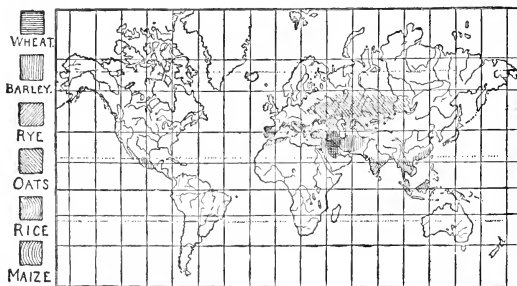 WHEAT.
BARLEY.
RYE
OATS
RICE
MAIZE